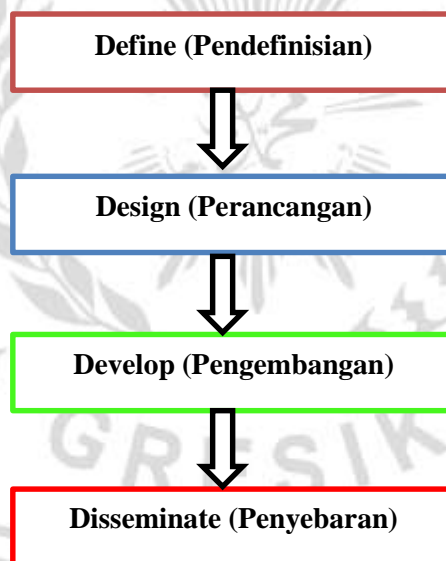 Define (Pendefinisian)
Design (Perancangan)
Develop (Pengembangan)
GRESIK
Disseminate (Penyebaran)